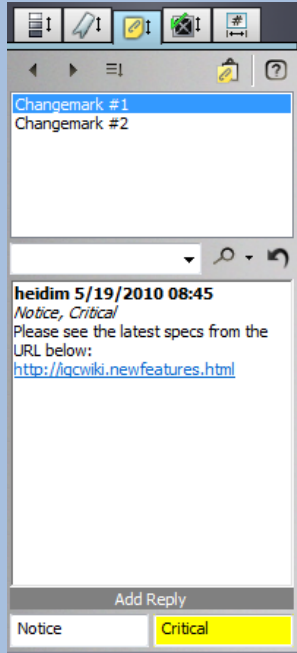 #
?
Changemark #1
Changemark #2
heidim 5/19/2010 08:45
Notice, Critical
Please see the latest specs from the
URL below:
http://iqcwiki.newfeatures.html
Add Reply
Notice
Critical